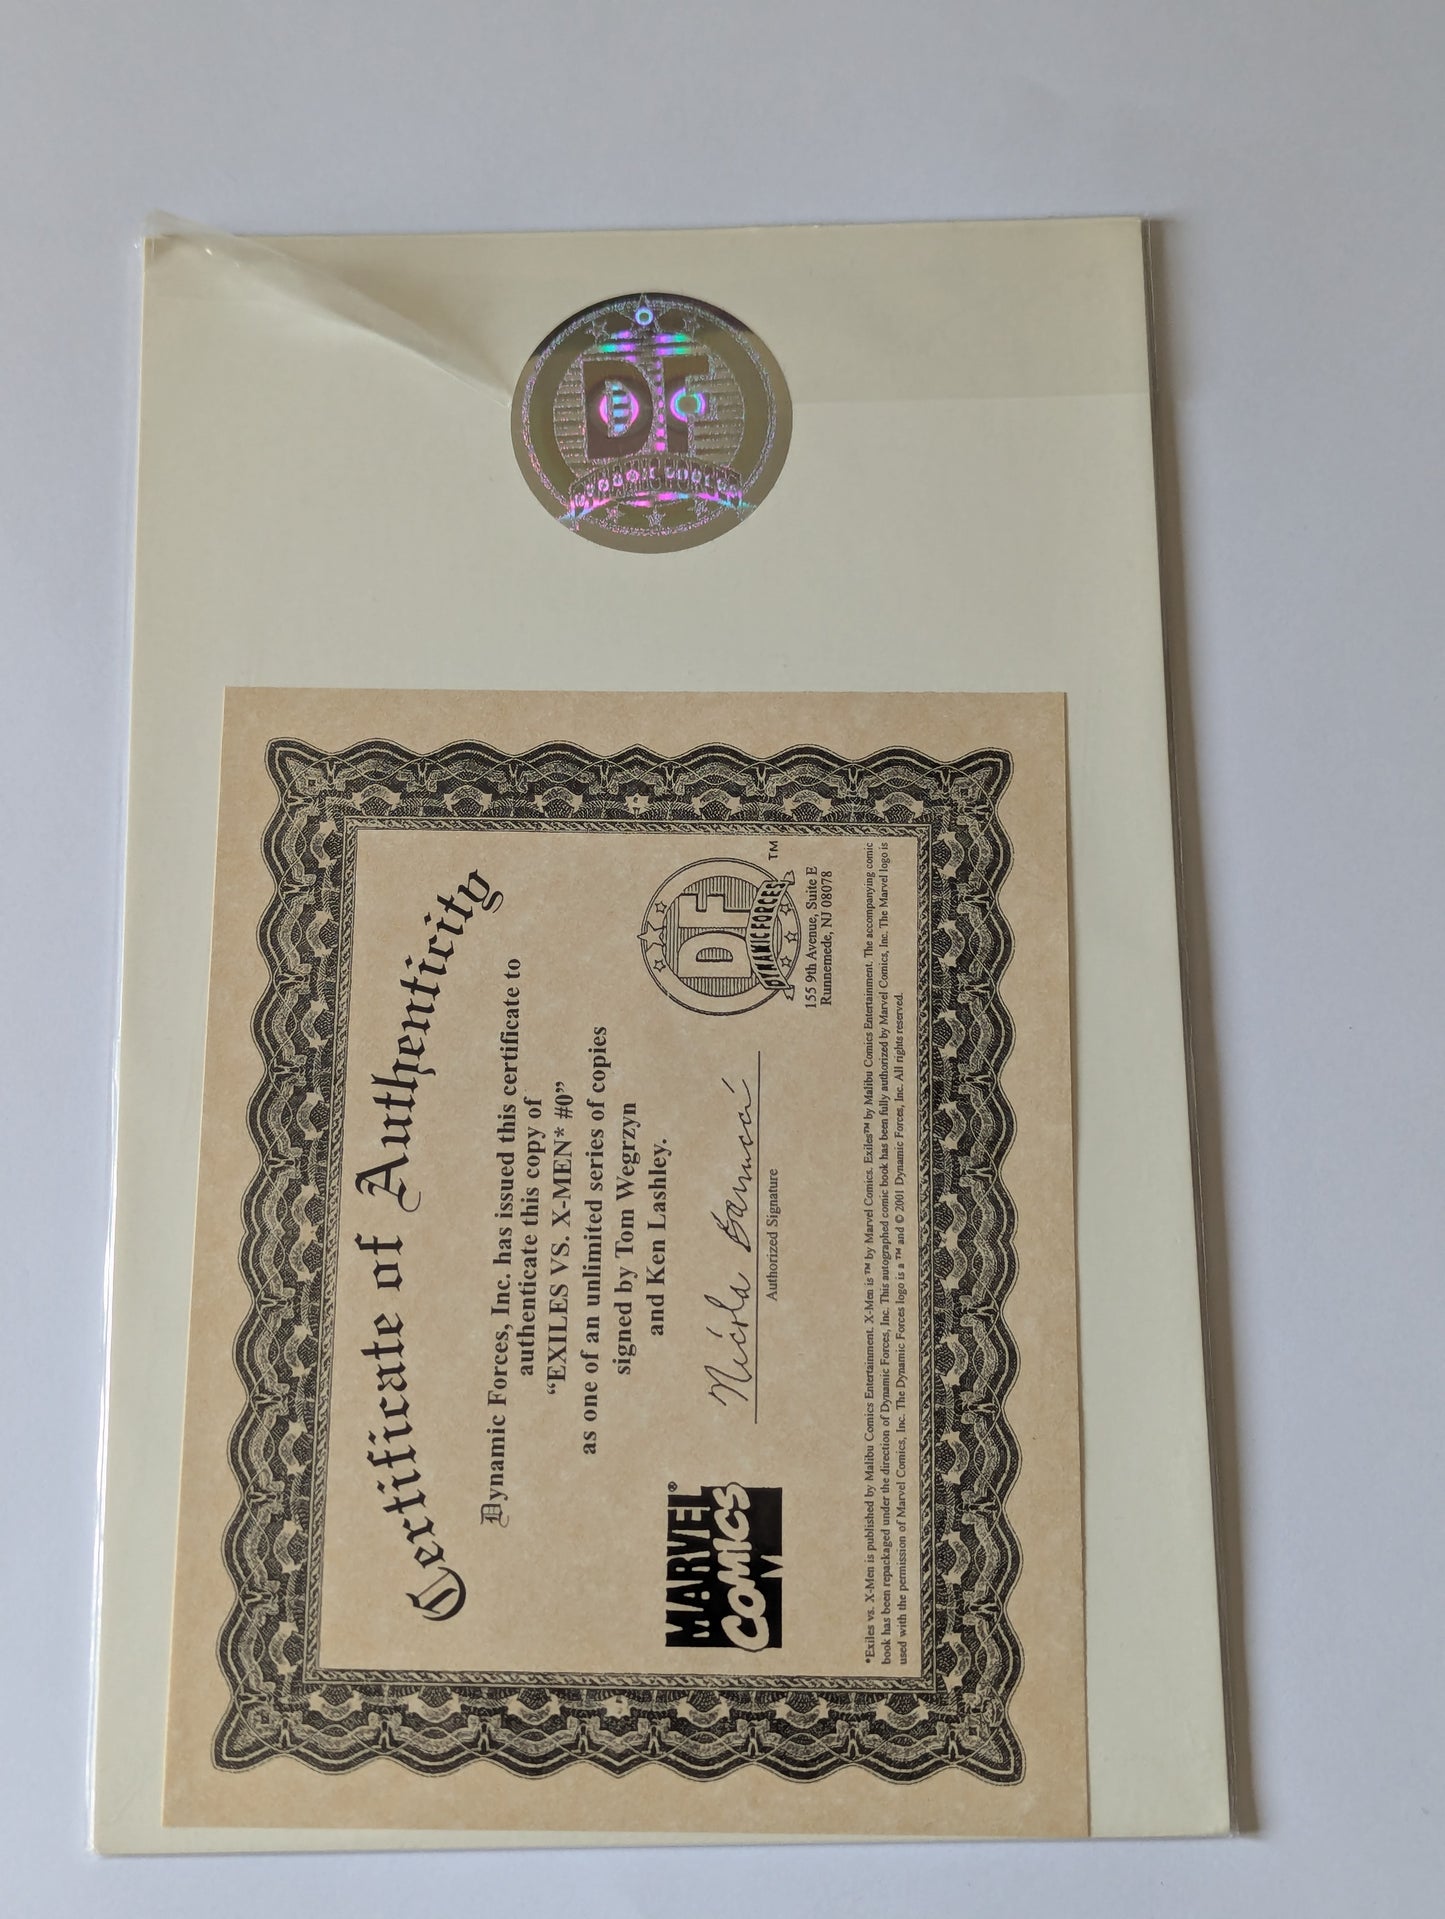 DF
DYNAMIC FORCES
Certificate of Authenticity
Dynamic Forces, Inc. has issued this certificate to
authenticate this copy of
“EXILES VS. X-MEN* #0”
as one of an unlimited series of copies
signed by Tom Wegrzyn
and Ken Lashley.
MARVEL®
COMICS
Nicola Barrucci
Authorized Signature
DF
DYNAMIC FORCES
TM
155 9th Avenue, Suite E
Runnemede, NJ 08078
*Exiles vs. X-Men is published by Malibu Comics Entertainment. X-Men is ™ by Marvel Comics. Exiles™ by Malibu Comics Entertainment. The accompanying comic
book has been repackaged under the direction of Dynamic Forces, Inc. This autographed comic book has been fully authorized by Marvel Comics, Inc. The Marvel logo is
used with the permission of Marvel Comics, Inc. The Dynamic Forces logo is a ™ and © 2001 Dynamic Forces, Inc. All rights reserved.